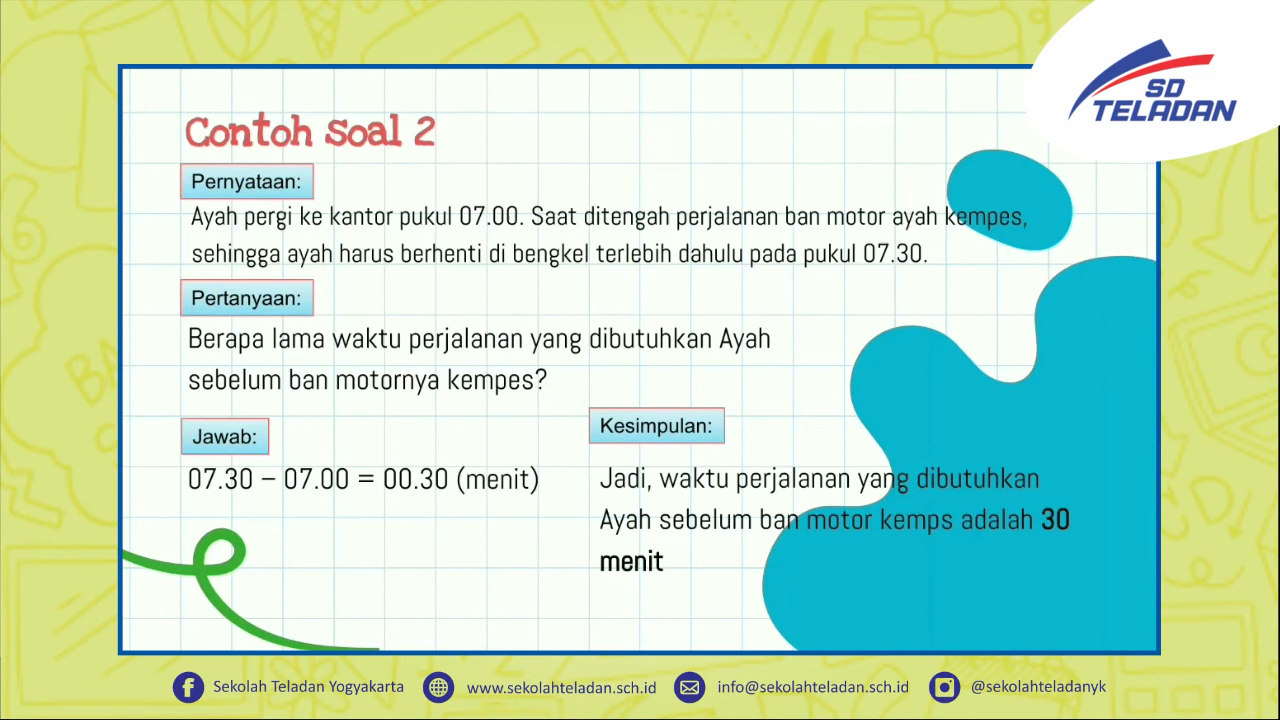 SD
TELADAN
Contoh soal 2
Pernyataan:
Ayah pergi ke kantor pukul 07.00. Saat ditengah perjalanan ban motor ayah kempes,
sehingga ayah harus berhenti di bengkel terlebih dahulu pada pukul 07.30.
Pertanyaan:
Berapa lama waktu perjalanan yang dibutuhkan Ayah
sebelum ban motornya kempes?
Jawab:
07.30 – 07.00 = 00.30 (menit)
Kesimpulan:
Jadi, waktu perjalanan yang dibutuhkan
Ayah sebelum ban motor kemps adalah 30
menit
Sekolah Teladan Yogyakarta
www.sekolahteladan.sch.id
info@sekolahteladan.sch.id
@sekolahteladanyk